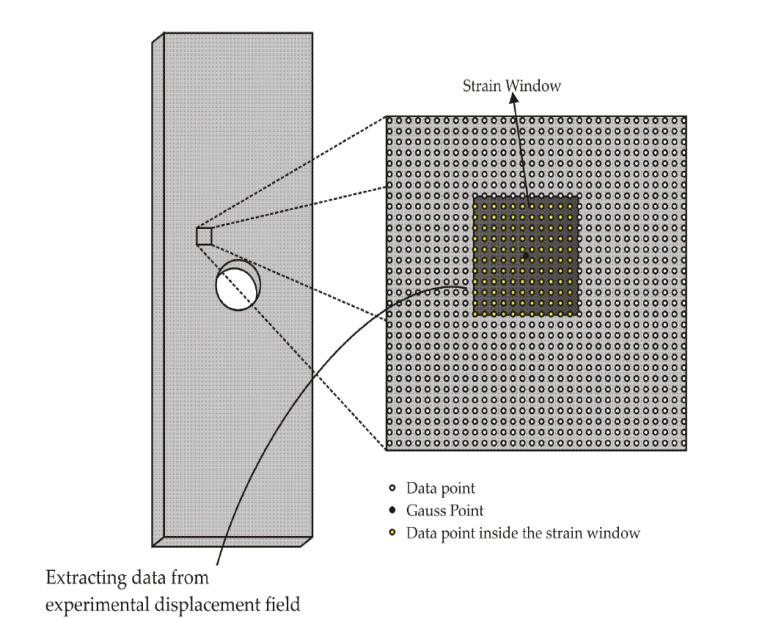 Strain Window
Data point
Gauss Point
Data point inside the strain window
Extracting data from
experimental displacement field